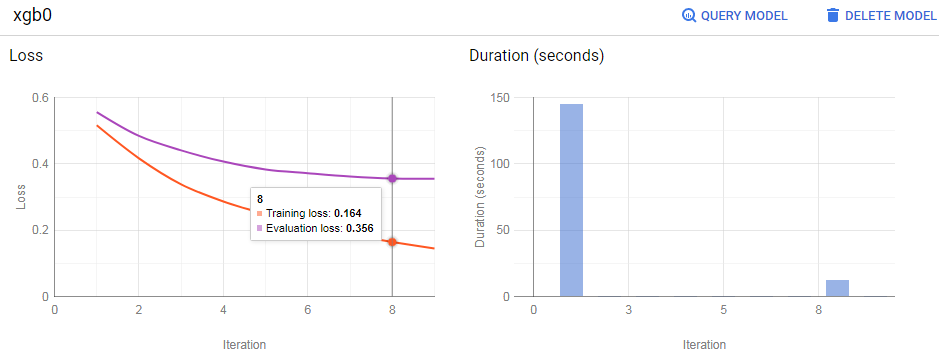 xgb0
QUERY MODEL
DELETE MODEL
Loss
Duration (seconds)
0.6
0.4
0.2
0
Loss
0
2
4
6
8
Iteration
8
Training loss: 0.164
Evaluation loss: 0.356
150
100
50
0
Duration (seconds)
0
3
5
8
Iteration